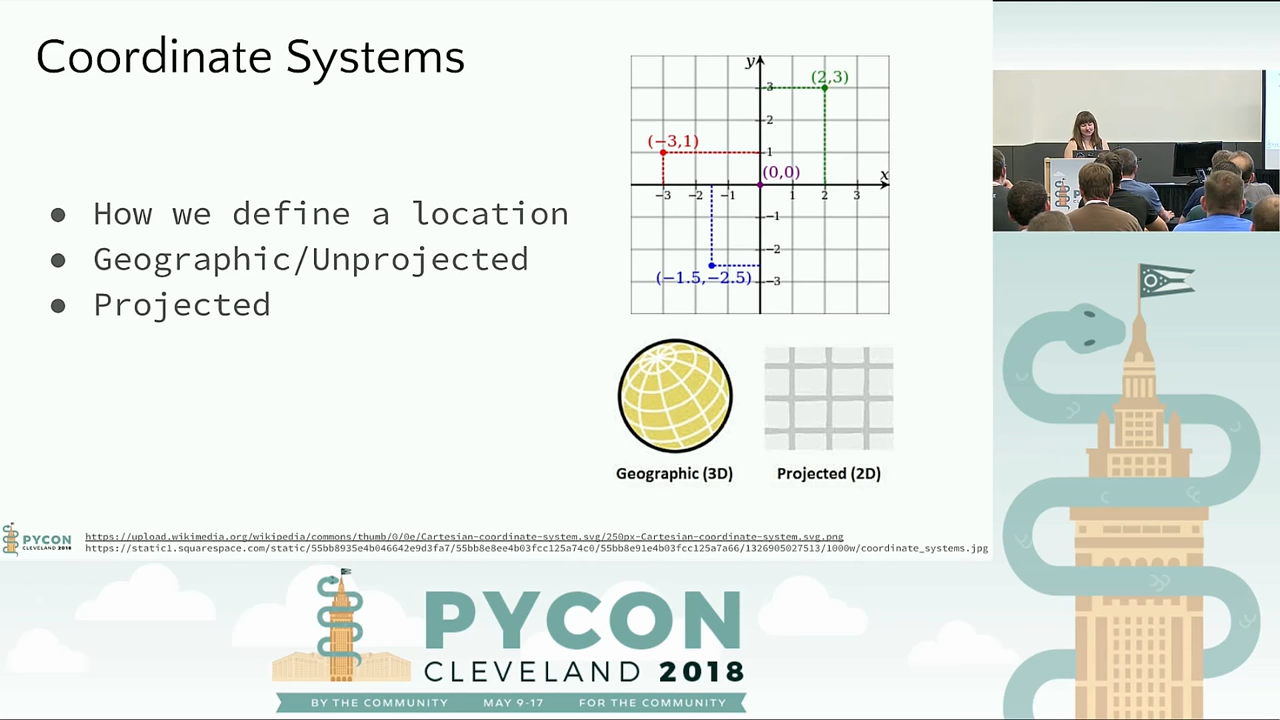 Coordinate Systems
● How we define a location
● Geographic/Unprojected
● Projected
y
(2,3)
3
2
(−3,1)
1
(0,0)
x
−3 −2 −1 1 2 3
−1
−2
(−1.5,−2.5)
−3
Geographic (3D) Projected (2D)
PYCON
CLEVELAND 2018
https://upload.wikimedia.org/wikipedia/commons/thumb/0/0e/Cartesian-coordinate-system.svg/250px-Cartesian-coordinate-system.svg.png
https://static1.squarespace.com/static/55bb8935e4b046642e9d3fa7/55bb8e8ee4b03fcc125a74c0/55bb8e91e4b03fcc125a7a66/1326905027513/1000w/coordinate_systems.jpg
PYCON
CLEVELAND 2018
BY THE COMMUNITY MAY 9-17 FOR THE COMMUNITY